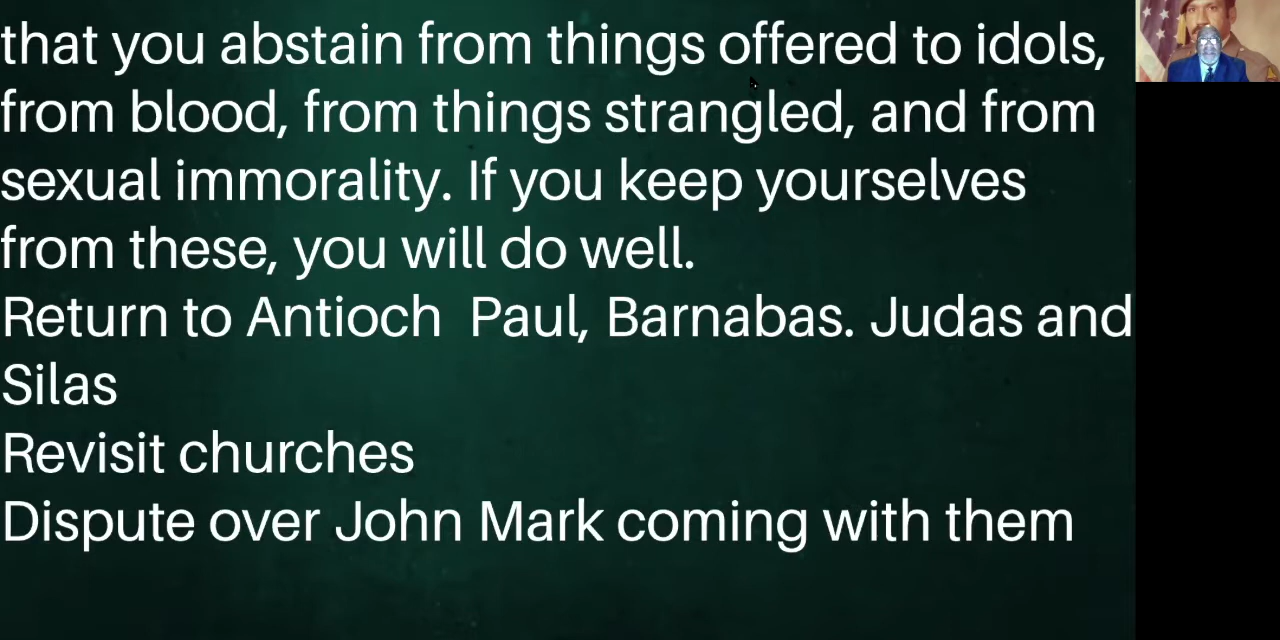 that you abstain from things offered to idols,
from blood, from things strangled, and from
sexual immorality. If you keep yourselves
from these, you will do well.
Return to Antioch  Paul, Barnabas. Judas and
Silas
Revisit churches
Dispute over John Mark coming with them